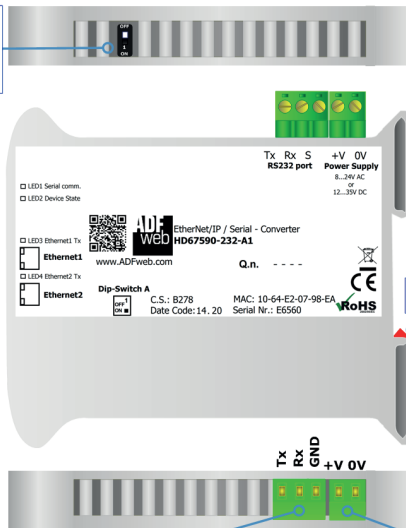 OFF
1
ON
Tx Rx S +V 0V
RS232 port Power Supply
8...24V AC
or
12...35V DC
LED1 Serial comm.
LED2 Device State
ADF
web
EtherNet/IP / Serial - Converter
HD67590-232-A1
LED3 Ethernet1 Tx
Ethernet1
www.ADFweb.com
Q.n. - - - -
LED4 Ethernet2 Tx
Ethernet2
Dip-Switch A
OFF 1
ON
C.S.: B278
Date Code:14. 20
MAC: 10-64-E2-07-98-EA
Serial Nr.: E6560
CE
RoHS
Tx
Rx
GND
+V 0V